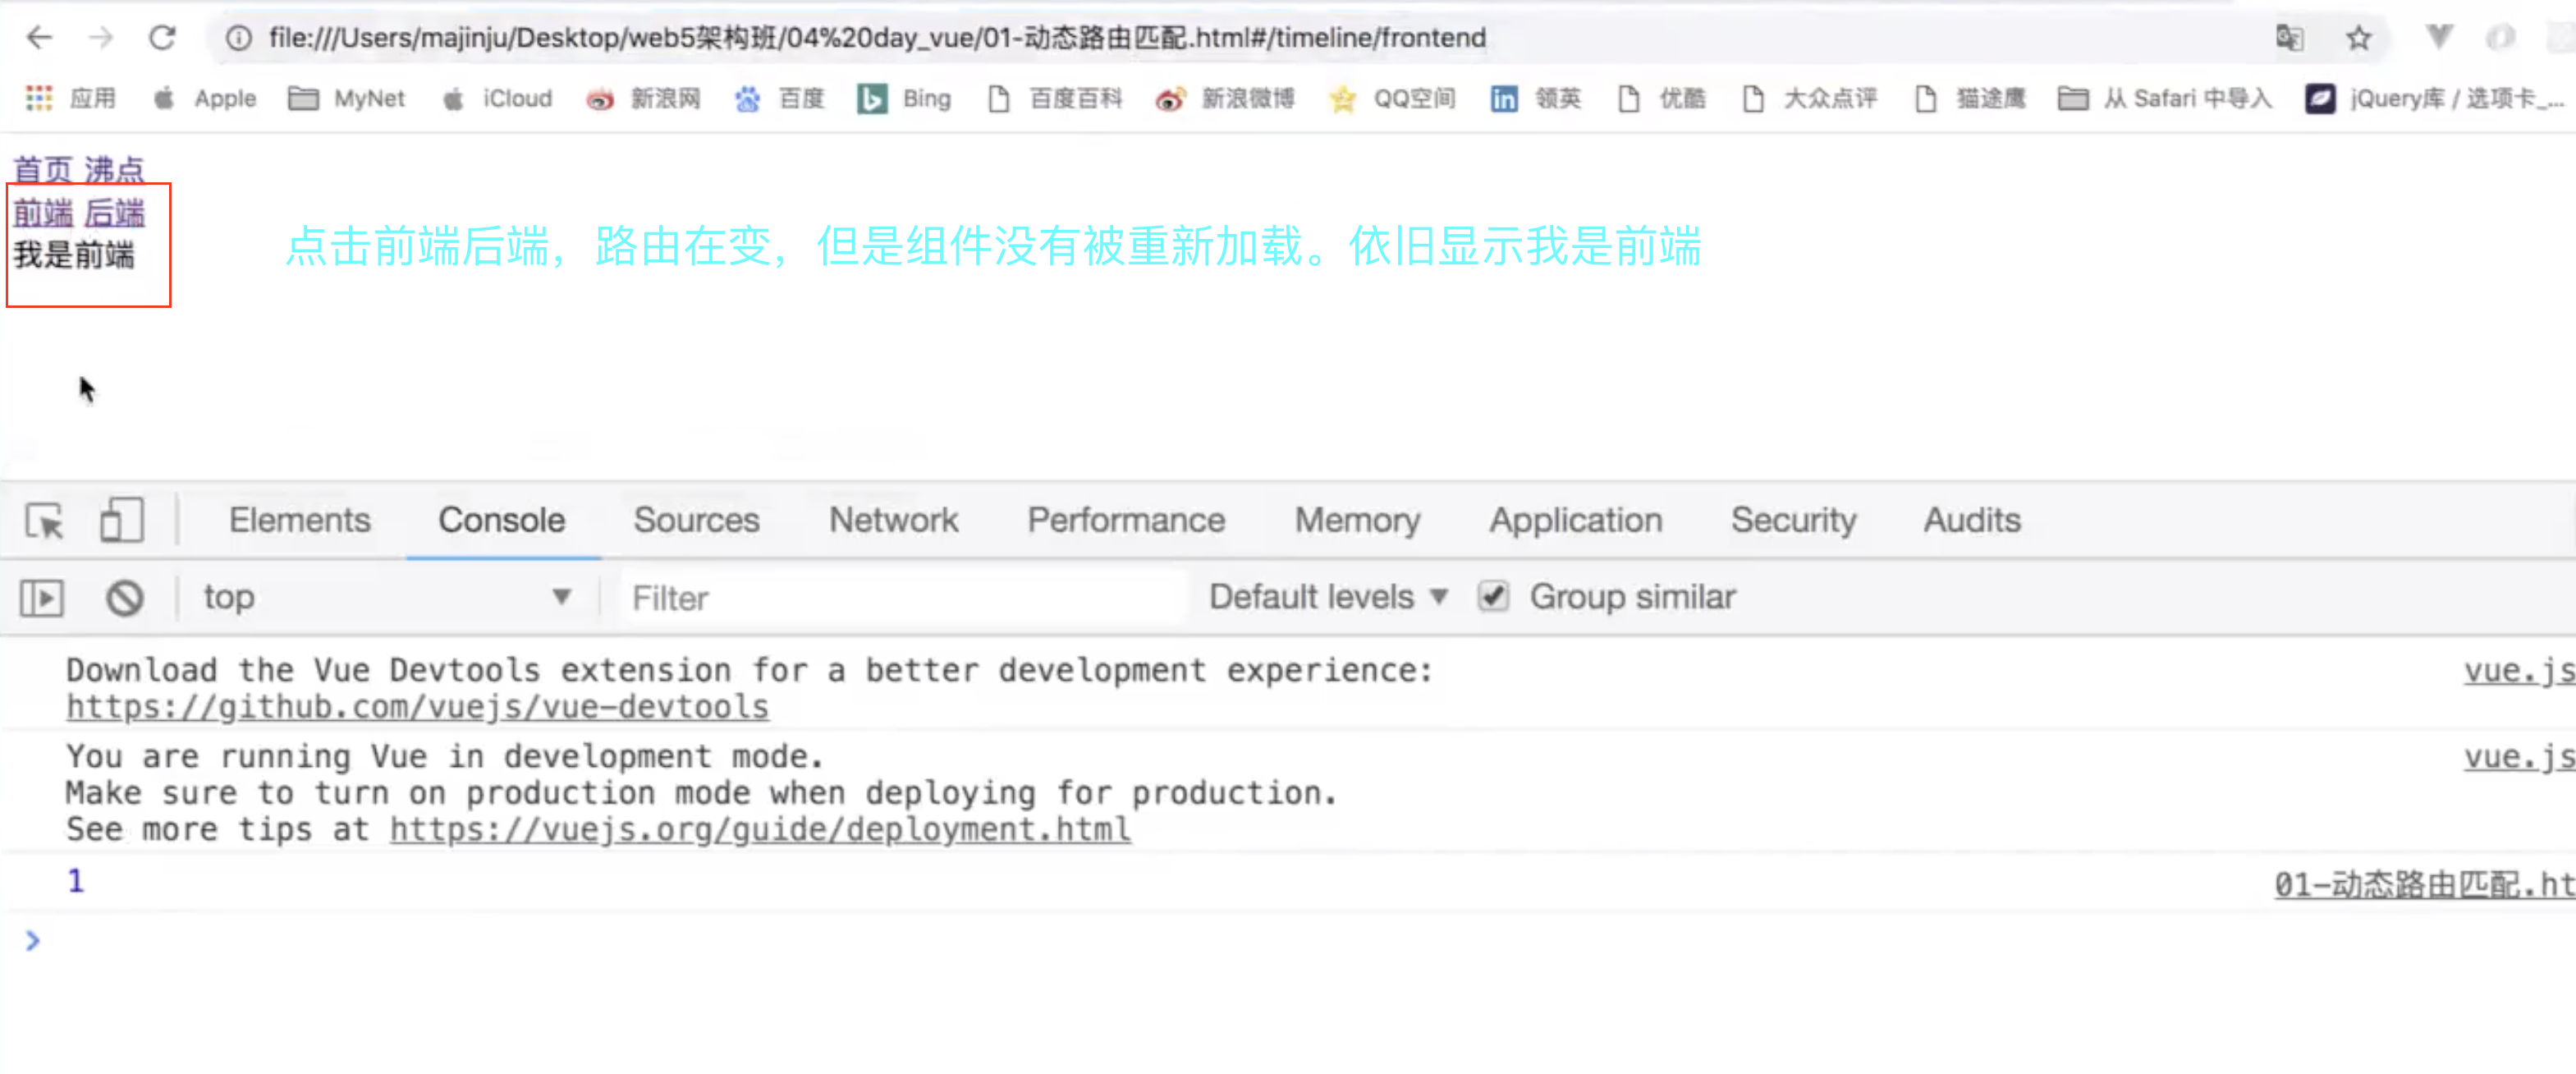 file:///Users/majinju/Desktop/web5架构班/04%20day_vue/01-动态路由匹配.html#/timeline/frontend
应用 Apple MyNet iCloud 新浪网 百度 Bing 百度百科 新浪微博 QQ空间 领英 优酷 大众点评 猫途鹰 从 Safari 中导入 jQuery库 / 选项卡_...
首页 沸点
前端 后端
我是前端
点击前端后端，路由在变，但是组件没有被重新加载。依旧显示我是前端
Elements Console Sources Network Performance Memory Application Security Audits
top Filter Default levels Group similar
Download the Vue Devtools extension for a better development experience: vue.js
https://github.com/vuejs/vue-devtools
You are running Vue in development mode. vue.js
Make sure to turn on production mode when deploying for production.
See more tips at https://vuejs.org/guide/deployment.html
1 01-动态路由匹配.ht